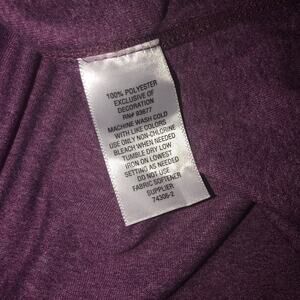 100% POLYESTER
EXCLUSIVE OF
DECORATION
RN# 93677
MACHINE WASH COLD
WITH LIKE COLORS
USE ONLY NON-CHLORINE
BLEACH WHEN NEEDED
TUMBLE DRY LOW
IRON ON LOWEST
SETTING AS NEEDED
DO NOT USE
FABRIC SOFTENER
SUPPLIER
74306-2